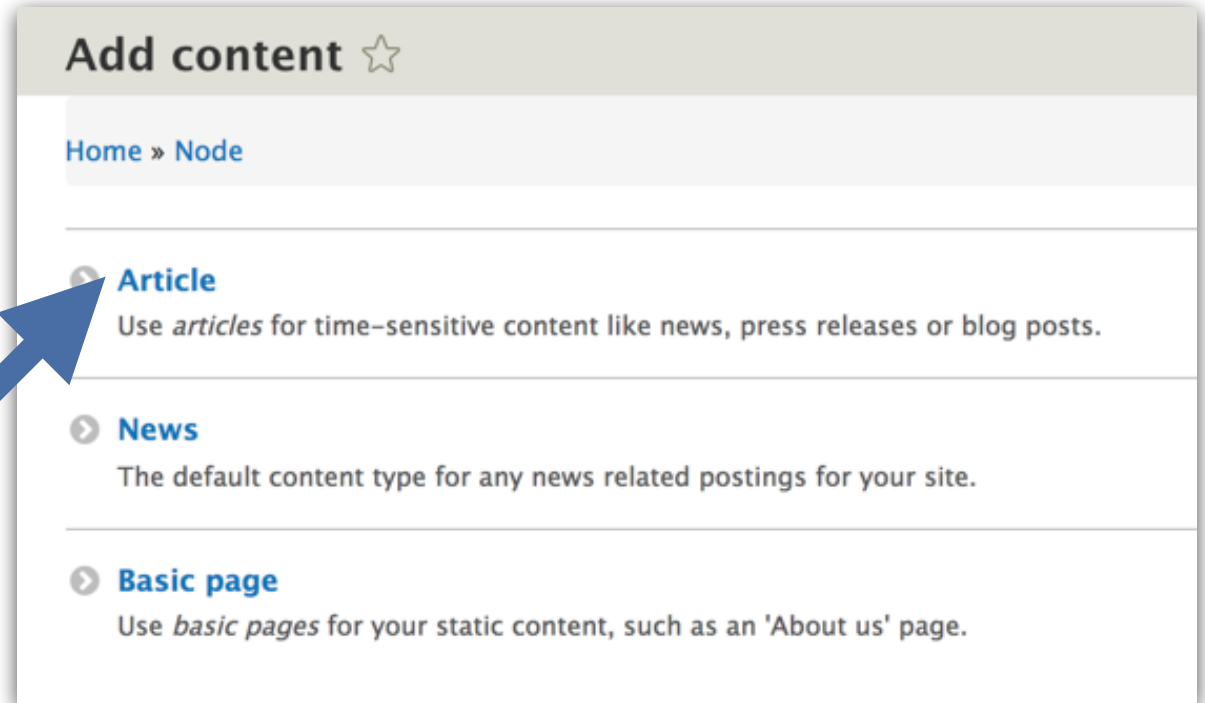 Add content
Home » Node
Article
Use articles for time-sensitive content like news, press releases or blog posts.
News
The default content type for any news related postings for your site.
Basic page
Use basic pages for your static content, such as an 'About us' page.